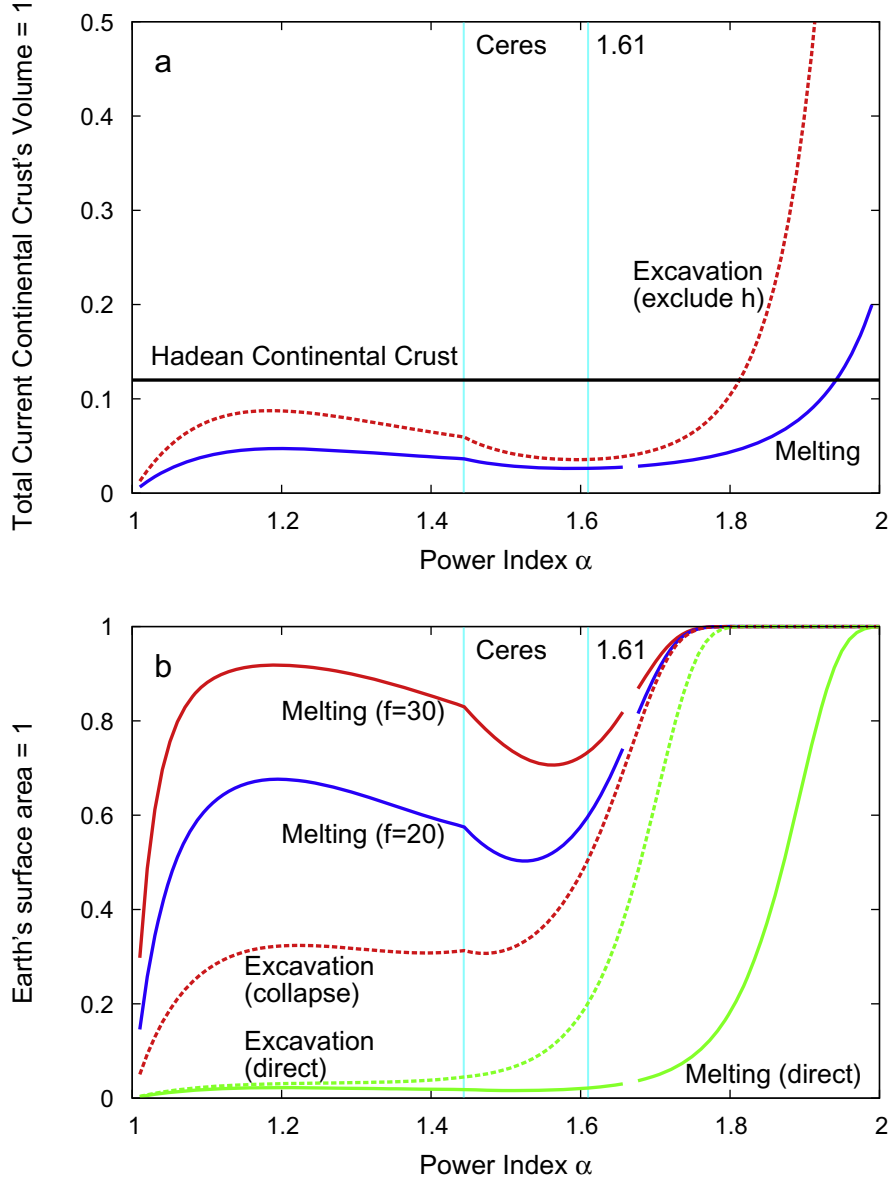 Total Current Continental Crust's Volume = 1
0.5
0.4
0.3
0.2
0.1
0
a
Ceres
1.61
Excavation
(exclude h)
Hadean Continental Crust
Melting
1
1.2
1.4
1.6
1.8
2
Power Index α
Earth's surface area = 1
1
0.8
0.6
0.4
0.2
0
b
Ceres
1.61
Melting (f=30)
Melting (f=20)
Excavation
(collapse)
Excavation
(direct)
Melting (direct)
1
1.2
1.4
1.6
1.8
2
Power Index α